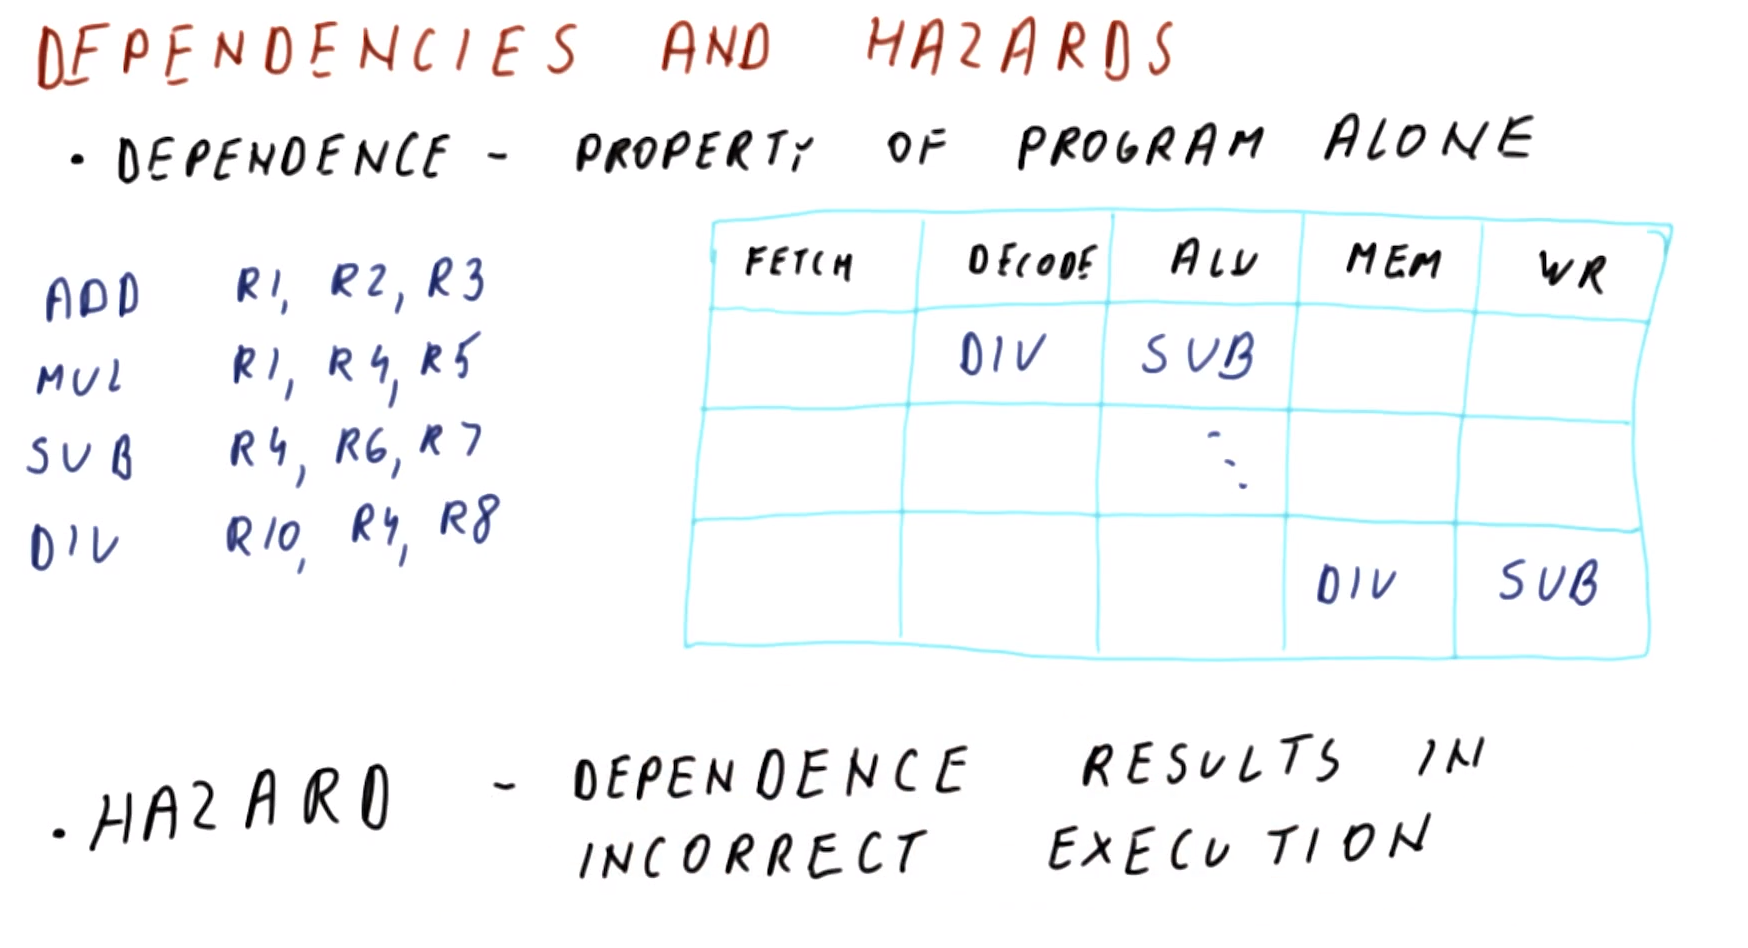 DEPENDENCIES AND HAZARDS
• DEPENDENCE - PROPERTY OF PROGRAM ALONE
ADD R1, R2, R3
MUL R1, R4, R5
SUB R4, R6, R7
DIV R10, R4, R8
FETCH DECODE ALU MEM WR
DIV SUB
DIV SUB
• HAZARD - DEPENDENCE RESULTS IN
INCORRECT EXECUTION